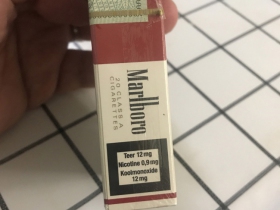 Marlboro
20 CLASS A
CIGARETTES
Teer 12 mg
Nicotine 0,9 mg
Koolmonoxide
12 mg